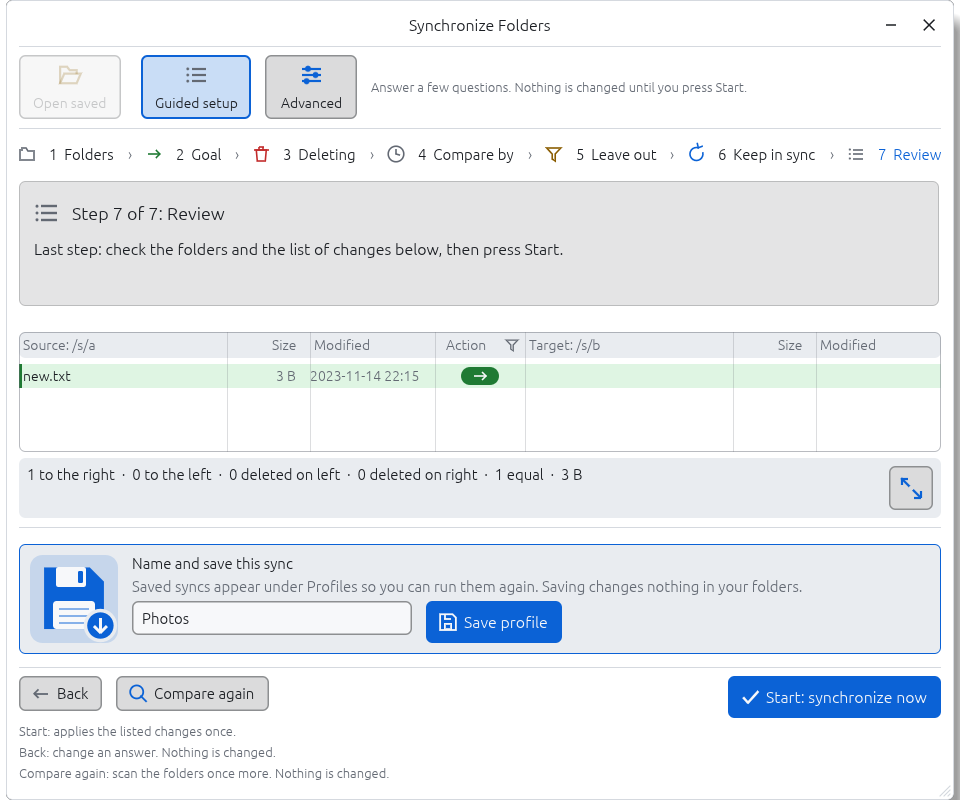 Synchronize Folders
Open saved
Guided setup
Advanced
Answer a few questions. Nothing is changed until you press Start.
1 Folders › 2 Goal › 3 Deleting › 4 Compare by › 5 Leave out › 6 Keep in sync › 7 Review
Step 7 of 7: Review
Last step: check the folders and the list of changes below, then press Start.
Source: /s/a Size Modified Action Target: /s/b Size Modified
new.txt 3 B 2023-11-14 22:15
1 to the right · 0 to the left · 0 deleted on left · 0 deleted on right · 1 equal · 3 B
Name and save this sync
Saved syncs appear under Profiles so you can run them again. Saving changes nothing in your folders.
Photos
Save profile
Back
Compare again
Start: synchronize now
Start: applies the listed changes once.
Back: change an answer. Nothing is changed.
Compare again: scan the folders once more. Nothing is changed.